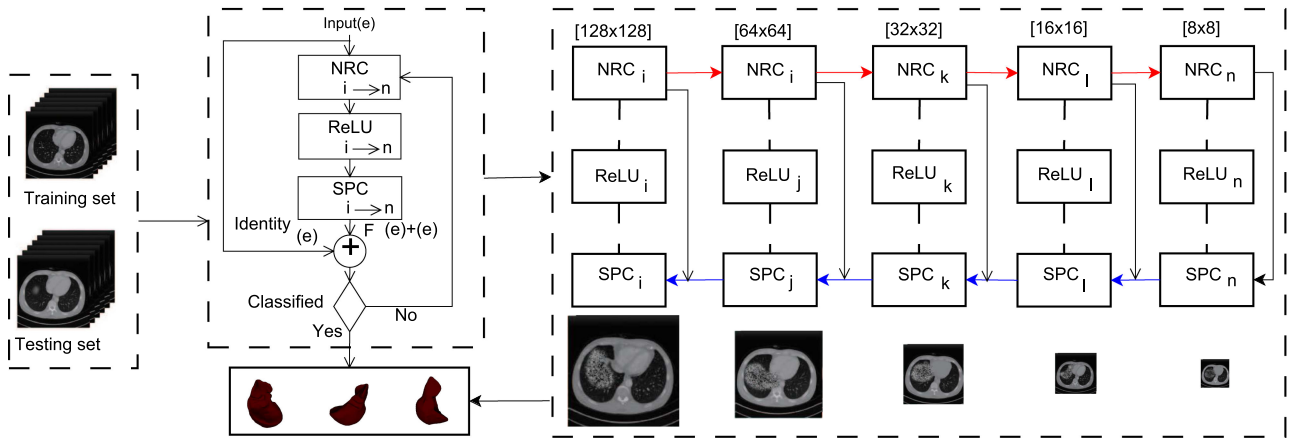 Training set
Testing set
Input(e)
NRC
i → n
ReLU
i → n
SPC
i → n
Identity
(e)
F (e)+(e)
+
Classified
No
Yes
[128x128] [64x64] [32x32] [16x16] [8x8]
NRC i NRC i NRC k NRC l NRC n
ReLU i ReLU j ReLU k ReLU l ReLU n
SPC i SPC j SPC k SPC l SPC n